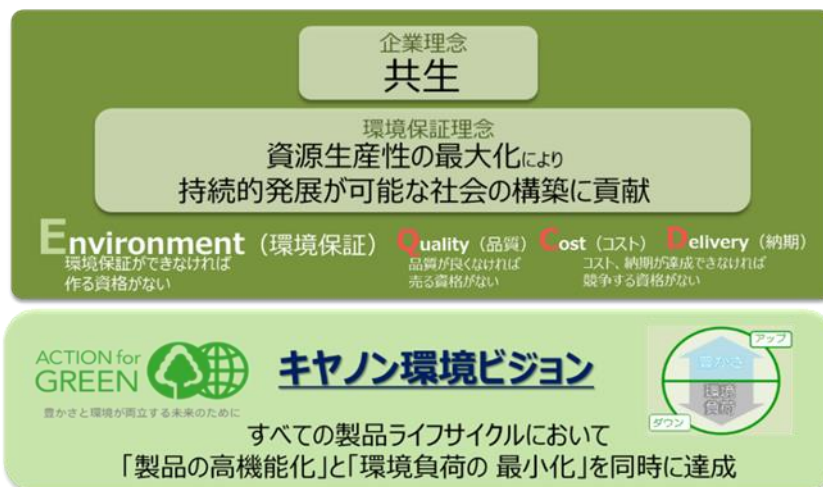 企業理念
共生
環境保証理念
資源生産性の最大化により
持続的発展が可能な社会の構築に貢献
Environment（環境保証）
環境保証ができなければ
作る資格がない
Quality（品質）
品質が良くなければ
売る資格がない
Cost（コスト） Delivery（納期）
コスト、納期が達成できなければ
競争する資格がない
ACTION for
GREEN
豊かさと環境が両立する未来のために
キヤノン環境ビジョン
アップ
豊かさ
環境
負荷
ダウン
すべての製品ライフサイクルにおいて
「製品の高機能化」と「環境負荷の 最小化」を同時に達成